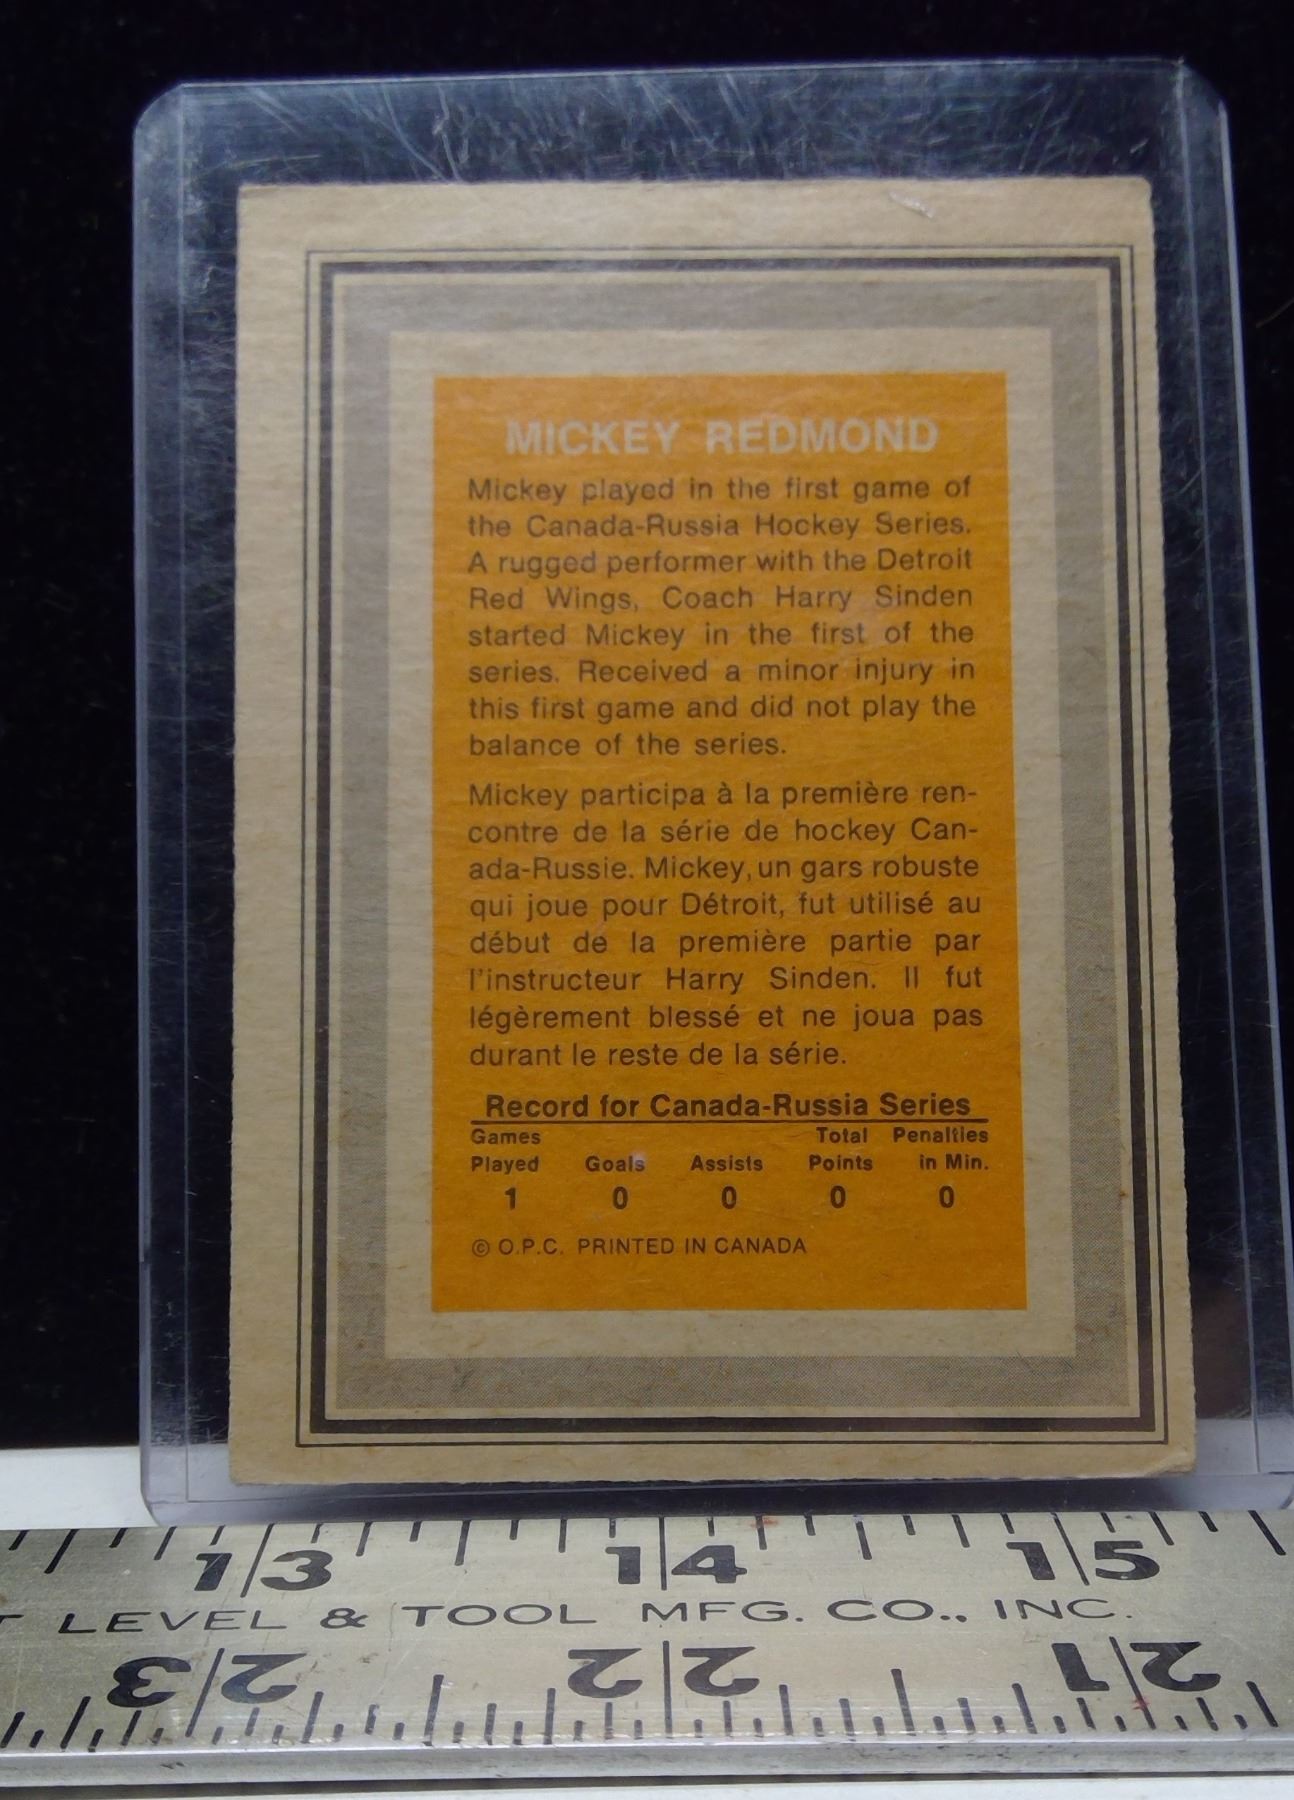 MICKEY REDMOND
Mickey played in the first game of
the Canada-Russia Hockey Series.
A rugged performer with the Detroit
Red Wings, Coach Harry Sinden
started Mickey in the first of the
series. Received a minor injury in
this first game and did not play the
balance of the series.
Mickey participa à la première ren-
contre de la série de hockey Can-
ada-Russie. Mickey, un gars robuste
qui joue pour Détroit, fut utilisé au
début de la première partie par
l'instructeur Harry Sinden. Il fut
légèrement blessé et ne joua pas
durant le reste de la série.
Record for Canada-Russia Series
Games Total Penalties
Played Goals Assists Points in Min.
1 0 0 0 0
© O.P.C. PRINTED IN CANADA
13 14 15
T LEVEL & TOOL MFG. CO., INC.
23 22 21